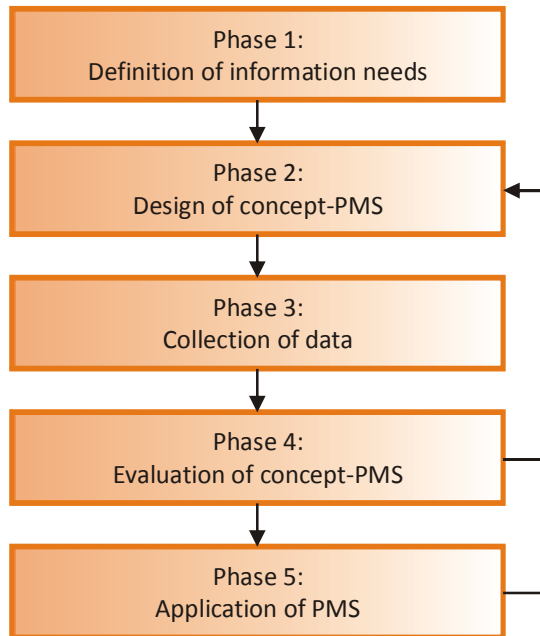 Phase 1:
Definition of information needs
Phase 2:
Design of concept-PMS
Phase 3:
Collection of data
Phase 4:
Evaluation of concept-PMS
Phase 5:
Application of PMS